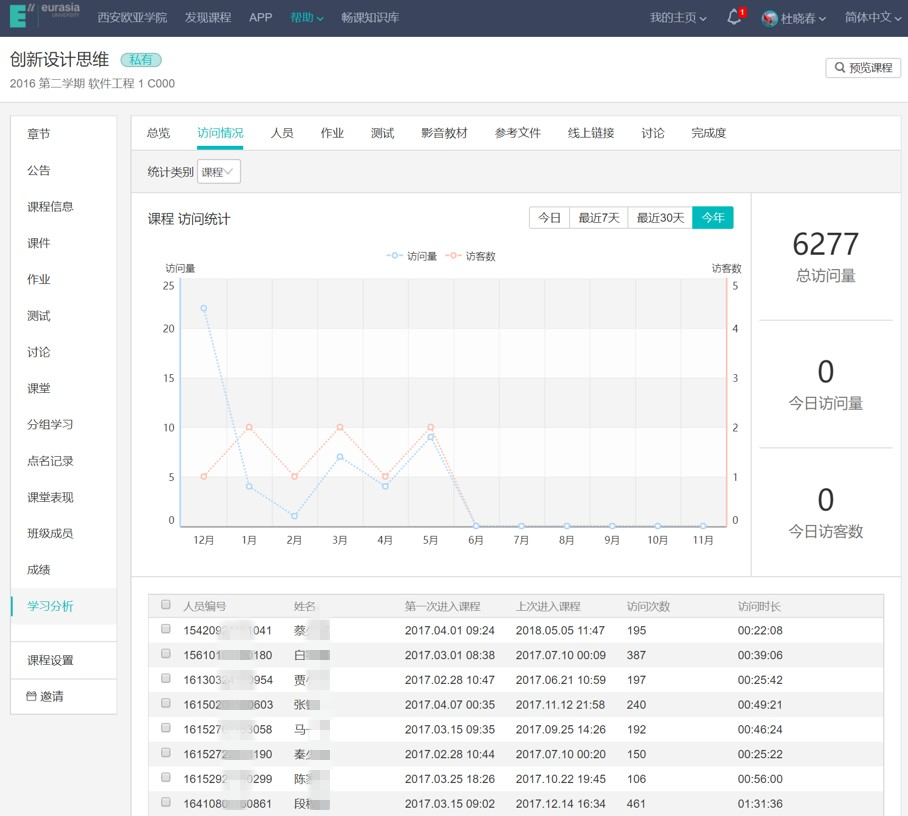 eurasia
UNIVERSITY
西安欧亚学院 发现课程 APP 帮助 畅课知识库 我的主页 1 杜晓春 简体中文
创新设计思维 私有
2016 第二学期 软件工程 1 C000
预览课程
章节
公告
课程信息
课件
作业
测试
讨论
课堂
分组学习
点名记录
课堂表现
班级成员
成绩
学习分析
课程设置
邀请
总览 访问情况 人员 作业 测试 影音教材 参考文件 线上链接 讨论 完成度
统计类别 课程
课程 访问统计
今日 最近7天 最近30天 今年
访问量 访客数
访问量 访客数
25 5
20 4
15 3
10 2
5 1
0 0
12月 1月 2月 3月 4月 5月 6月 7月 8月 9月 10月 11月
6277
总访问量
0
今日访问量
0
今日访客数
人员编号 姓名 第一次进入课程 上次进入课程 访问次数 访问时长
154209 041 蔡 2017.04.01 09:24 2018.05.05 11:47 195 00:22:08
156101 180 白 2017.03.01 08:38 2017.07.10 00:09 387 00:39:06
161303 954 贾 2017.02.28 10:47 2017.06.21 10:59 197 00:25:42
161502 0603 张 2017.04.07 00:35 2017.11.12 21:58 240 00:49:21
161527 058 马 2017.03.15 09:35 2017.09.25 14:26 192 00:46:24
161527 190 秦 2017.02.28 10:44 2017.07.10 00:20 150 00:25:22
161529 0299 陈 2017.03.25 18:26 2017.10.22 19:45 106 00:56:00
164108 0861 段 2017.03.15 09:02 2017.12.14 16:34 461 01:31:36